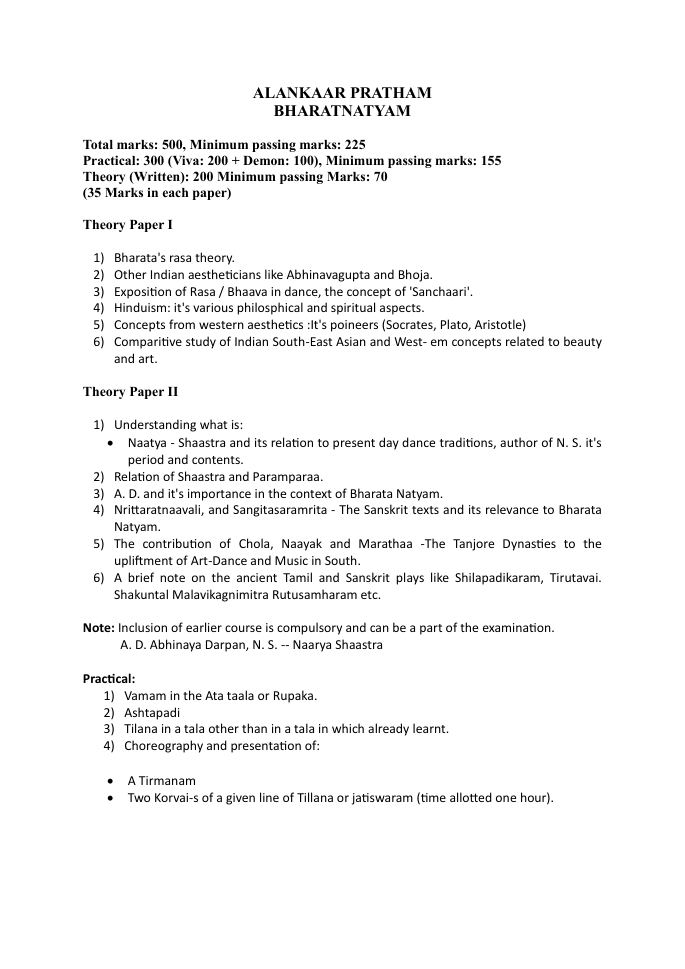 ALANKAAR PRATHAM
BHARATNATYAM
Total marks: 500, Minimum passing marks: 225
Practical: 300 (Viva: 200 + Demon: 100), Minimum passing marks: 155
Theory (Written): 200 Minimum passing Marks: 70
(35 Marks in each paper)
Theory Paper I
1) Bharata's rasa theory.
2) Other Indian aestheticians like Abhinavagupta and Bhoja.
3) Exposition of Rasa / Bhaava in dance, the concept of 'Sanchaari'.
4) Hinduism: it's various philosphical and spiritual aspects.
5) Concepts from western aesthetics :It's poineers (Socrates, Plato, Aristotle)
6) Comparitive study of Indian South-East Asian and West- em concepts related to beauty
and art.
Theory Paper II
1) Understanding what is:
• Naatya - Shaastra and its relation to present day dance traditions, author of N. S. it's
period and contents.
2) Relation of Shaastra and Paramparaa.
3) A. D. and it's importance in the context of Bharata Natyam.
4) Nrittaratnaavali, and Sangitasaramrita - The Sanskrit texts and its relevance to Bharata
Natyam.
5) The contribution of Chola, Naayak and Marathaa -The Tanjore Dynasties to the
upliftment of Art-Dance and Music in South.
6) A brief note on the ancient Tamil and Sanskrit plays like Shilapadikaram, Tirutavai.
Shakuntal Malavikagnimitra Rutusamharam etc.
Note: Inclusion of earlier course is compulsory and can be a part of the examination.
A. D. Abhinaya Darpan, N. S. -- Naarya Shaastra
Practical:
1) Vamam in the Ata taala or Rupaka.
2) Ashtapadi
3) Tilana in a tala other than in a tala in which already learnt.
4) Choreography and presentation of:
• A Tirmanam
• Two Korvai-s of a given line of Tillana or jatiswaram (time allotted one hour).